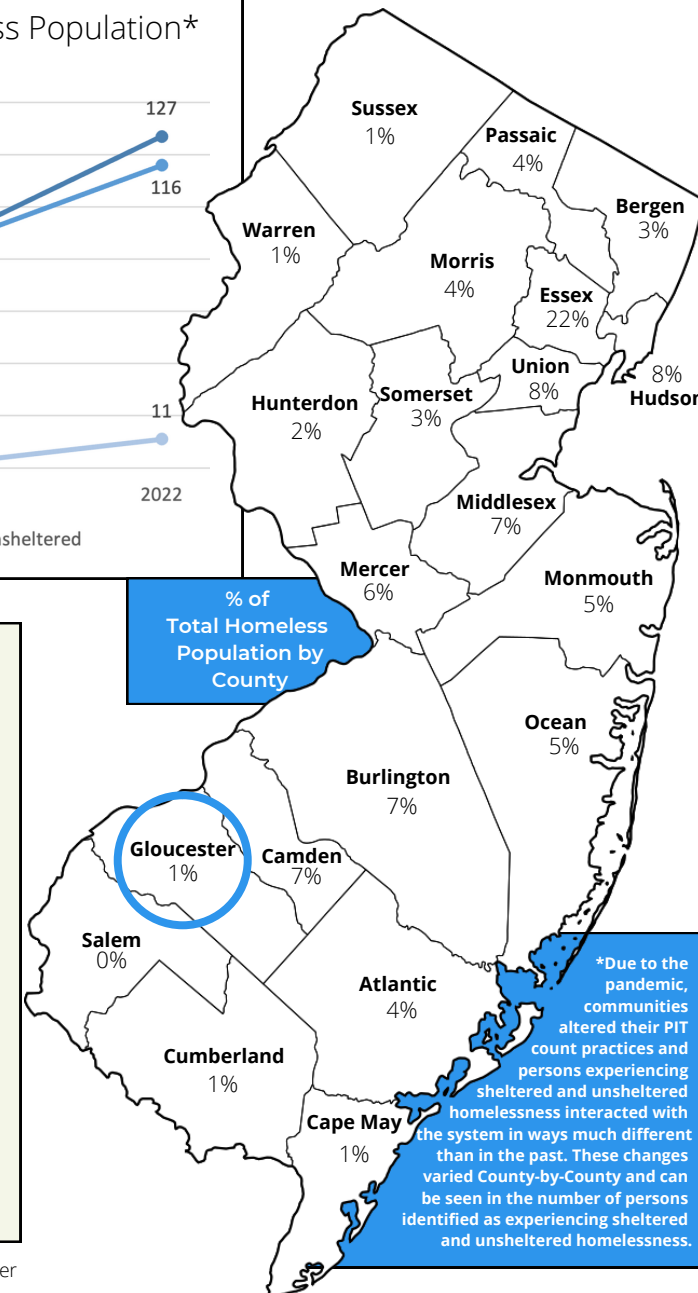 ss Population*
127
116
11
2022
nsheltered
Sussex
1%
Passaic
4%
Bergen
3%
Warren
1%
Morris
4%
Essex
22%
Union
8%
8%
Hudson
Hunterdon
2%
Somerset
3%
Middlesex
7%
Mercer
6%
Monmouth
5%
% of
Total Homeless
Population by
County
Ocean
5%
Burlington
7%
Gloucester
1%
Camden
7%
Salem
0%
Atlantic
4%
Cumberland
1%
Cape May
1%
*Due to the
pandemic,
communities
altered their PIT
count practices and
persons experiencing
sheltered and unsheltered
homelessness interacted with
the system in ways much different
than in the past. These changes
varied County-by-County and can
be seen in the number of persons
identified as experiencing sheltered
and unsheltered homelessness.
er